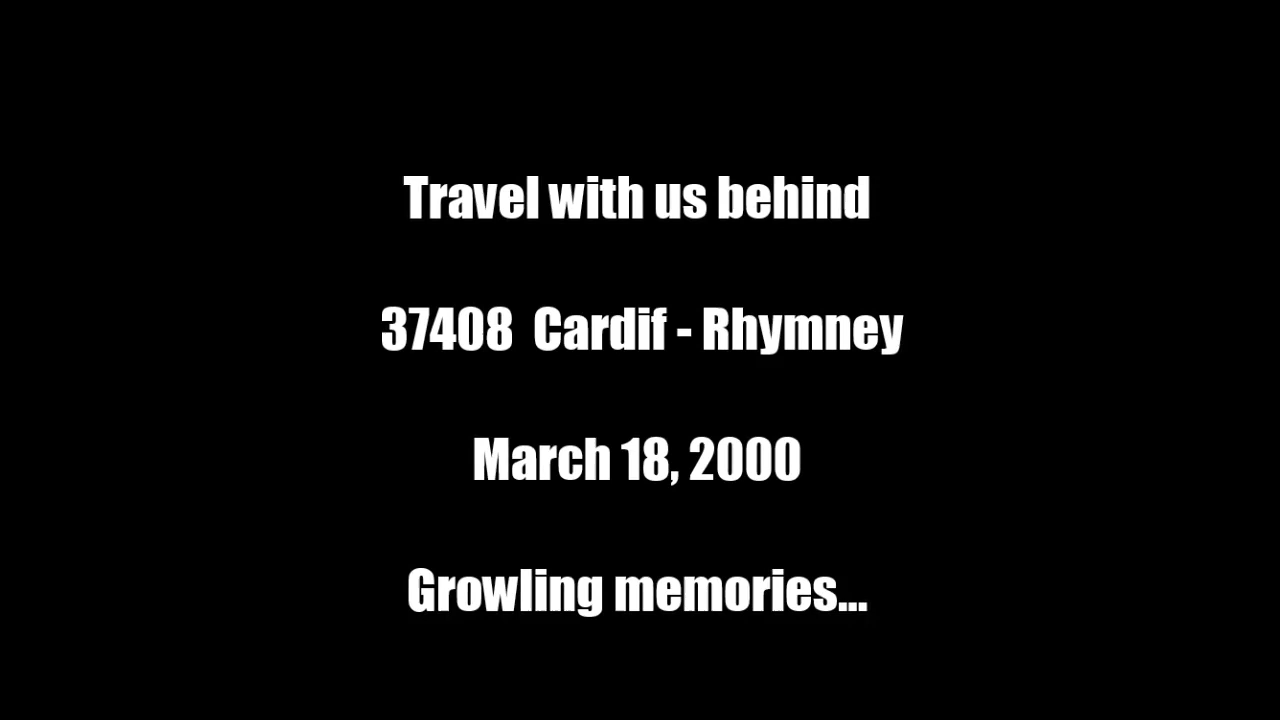 Travel with us behind
37408  Cardif - Rhymney
March 18, 2000
Growling memories...